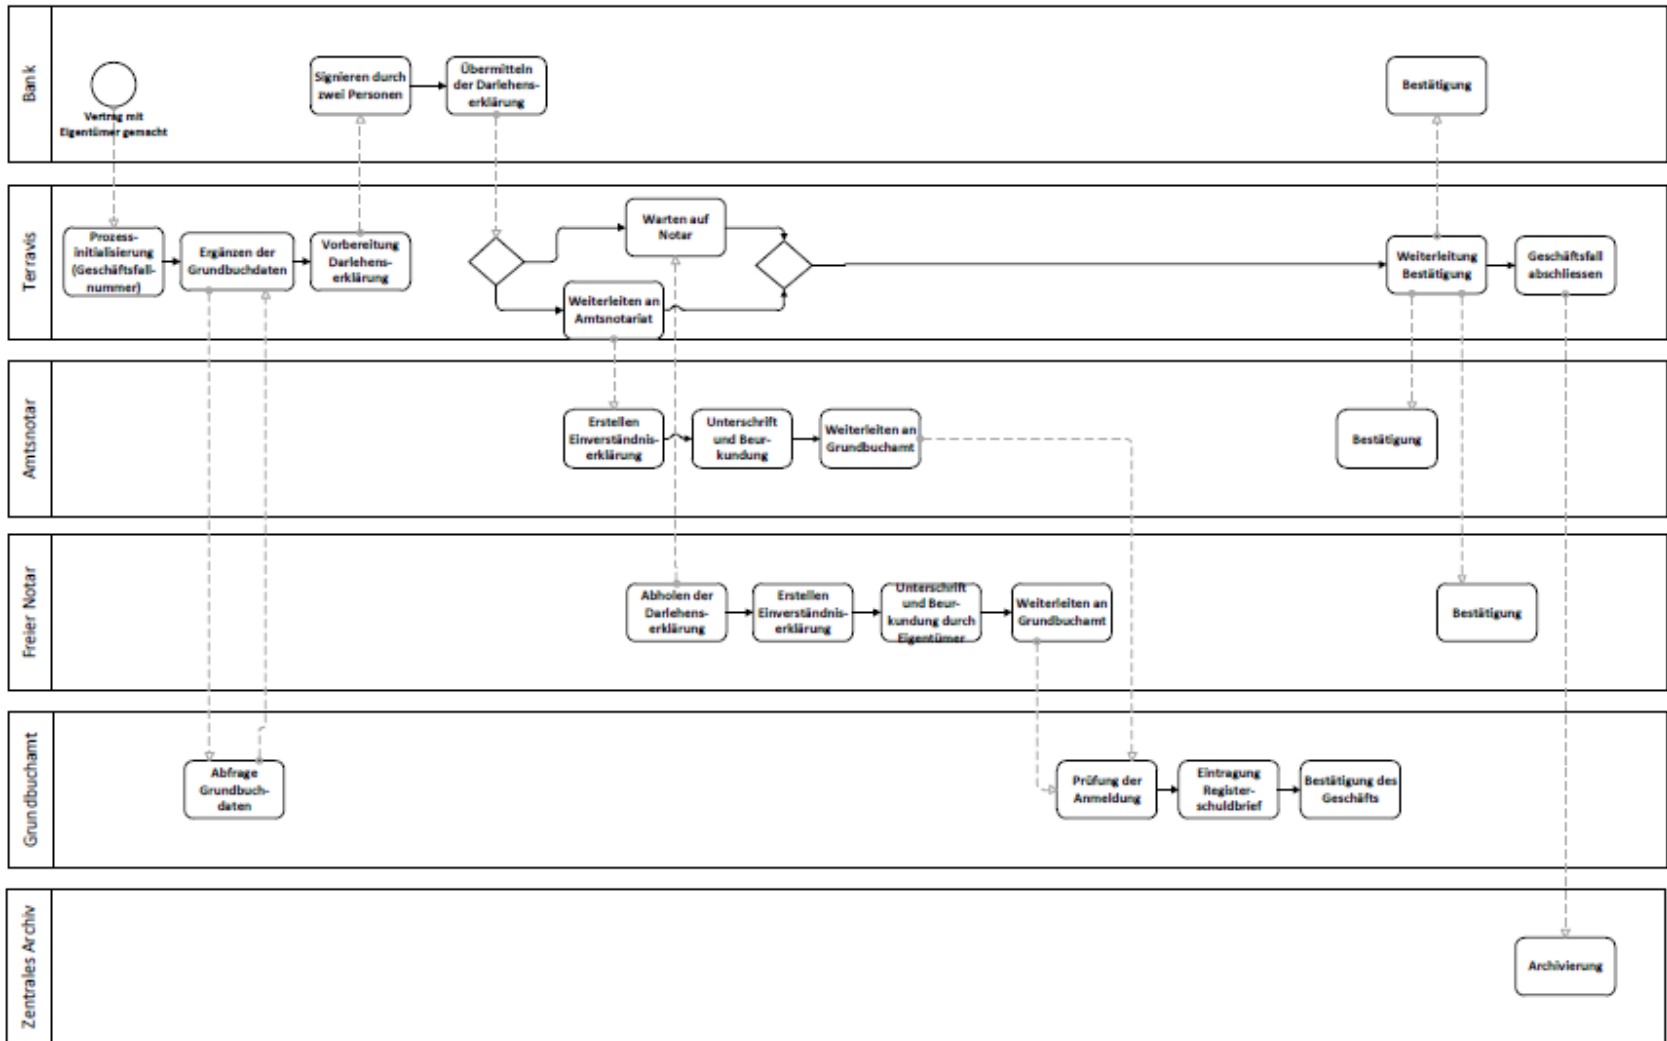 Bank
Vertrag mit
Eigentümer gemacht
Signieren durch
zwei Personen
Übermitteln
der Darlehens-
erklärung
Bestätigung
Terravis
Prozess-
initialisierung
(Geschäftsfall-
nummer)
Ergänzen der
Grundbuchdaten
Vorbereitung
Darlehens-
erklärung
Warten auf
Notar
Weiterleiten an
Amtsnotariat
Weiterleitung
Bestätigung
Geschäftsfall
abschliessen
Amtsnotar
Erstellen
Einverständnis-
erklärung
Unterschrift
und Beur-
kundung
Weiterleiten an
Grundbuchamt
Bestätigung
Freier Notar
Abholen der
Darlehens-
erklärung
Erstellen
Einverständnis-
erklärung
Unterschrift
und Beur-
kundung durch
Eigentümer
Weiterleiten an
Grundbuchamt
Bestätigung
Grundbuchamt
Abfrage
Grundbuch-
daten
Prüfung der
Anmeldung
Eintragung
Register-
schuldbrief
Bestätigung des
Geschäfts
Zentrales Archiv
Archivierung